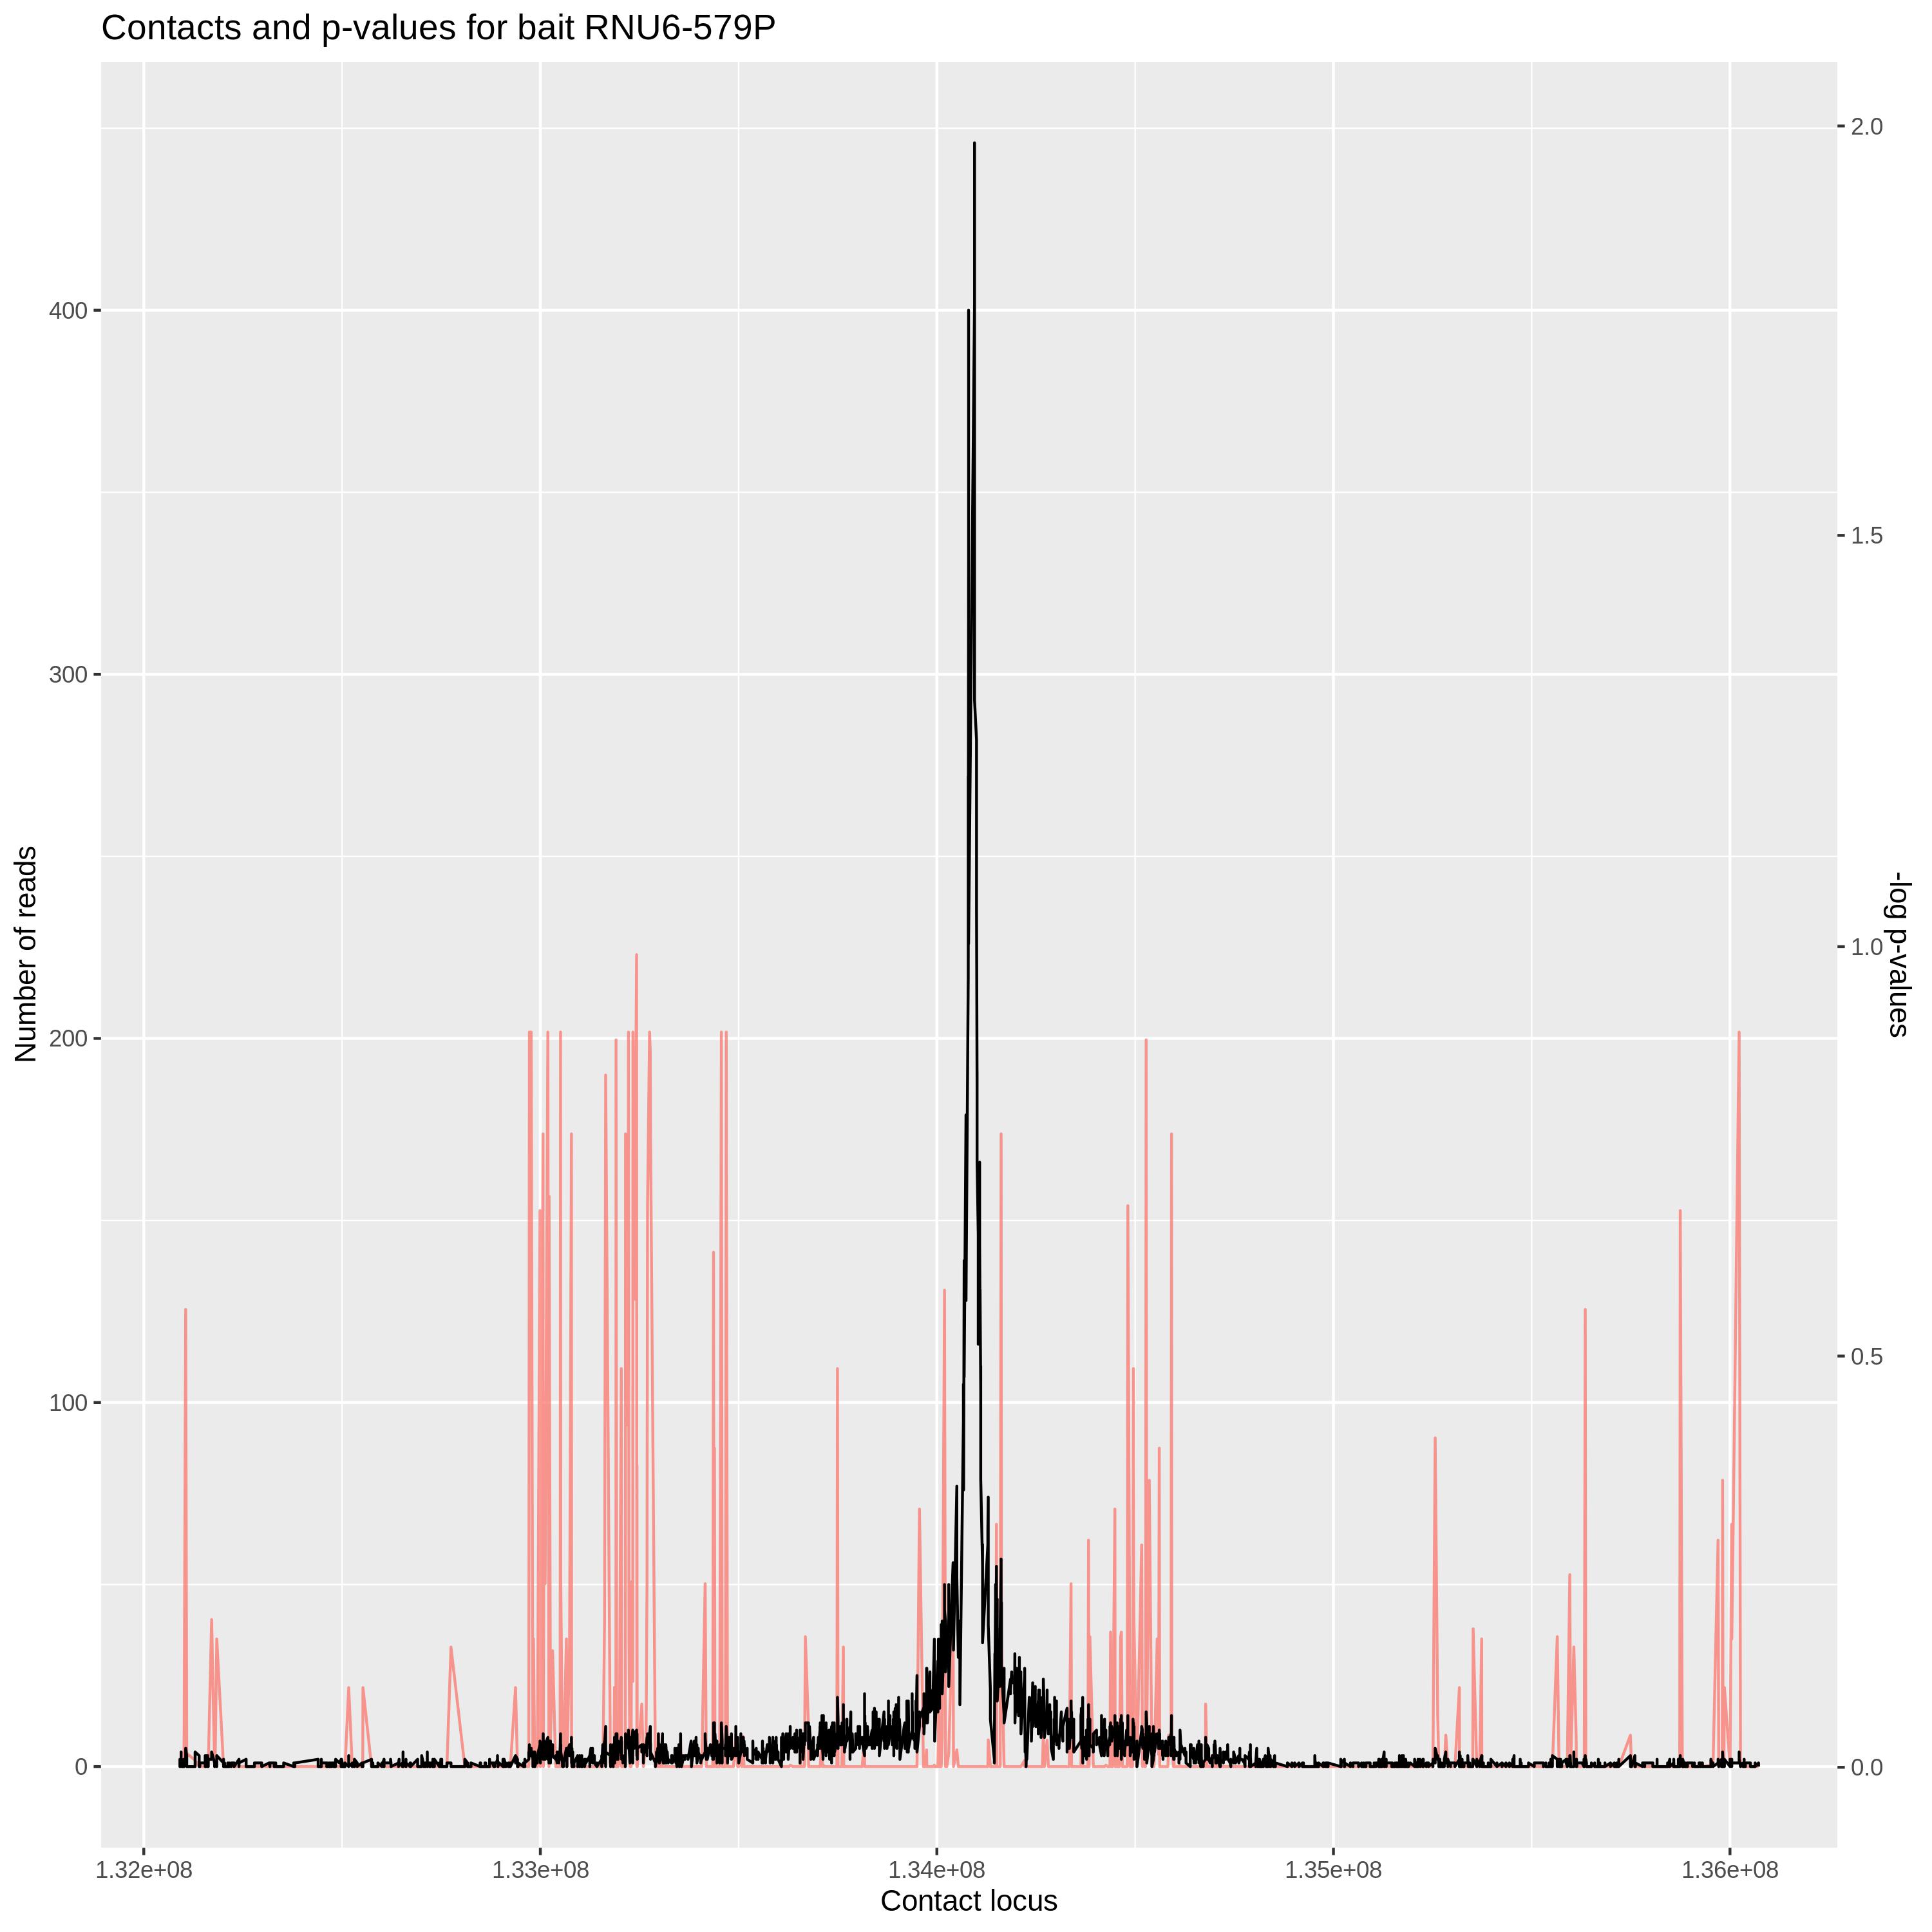 Contacts and p-values for bait RNU6-579P
Number of reads
400
300
200
100
0
2.0
1.5
1.0
0.5
0.0
-log p-values
1.32e+08
1.33e+08
1.34e+08
1.35e+08
1.36e+08
Contact locus